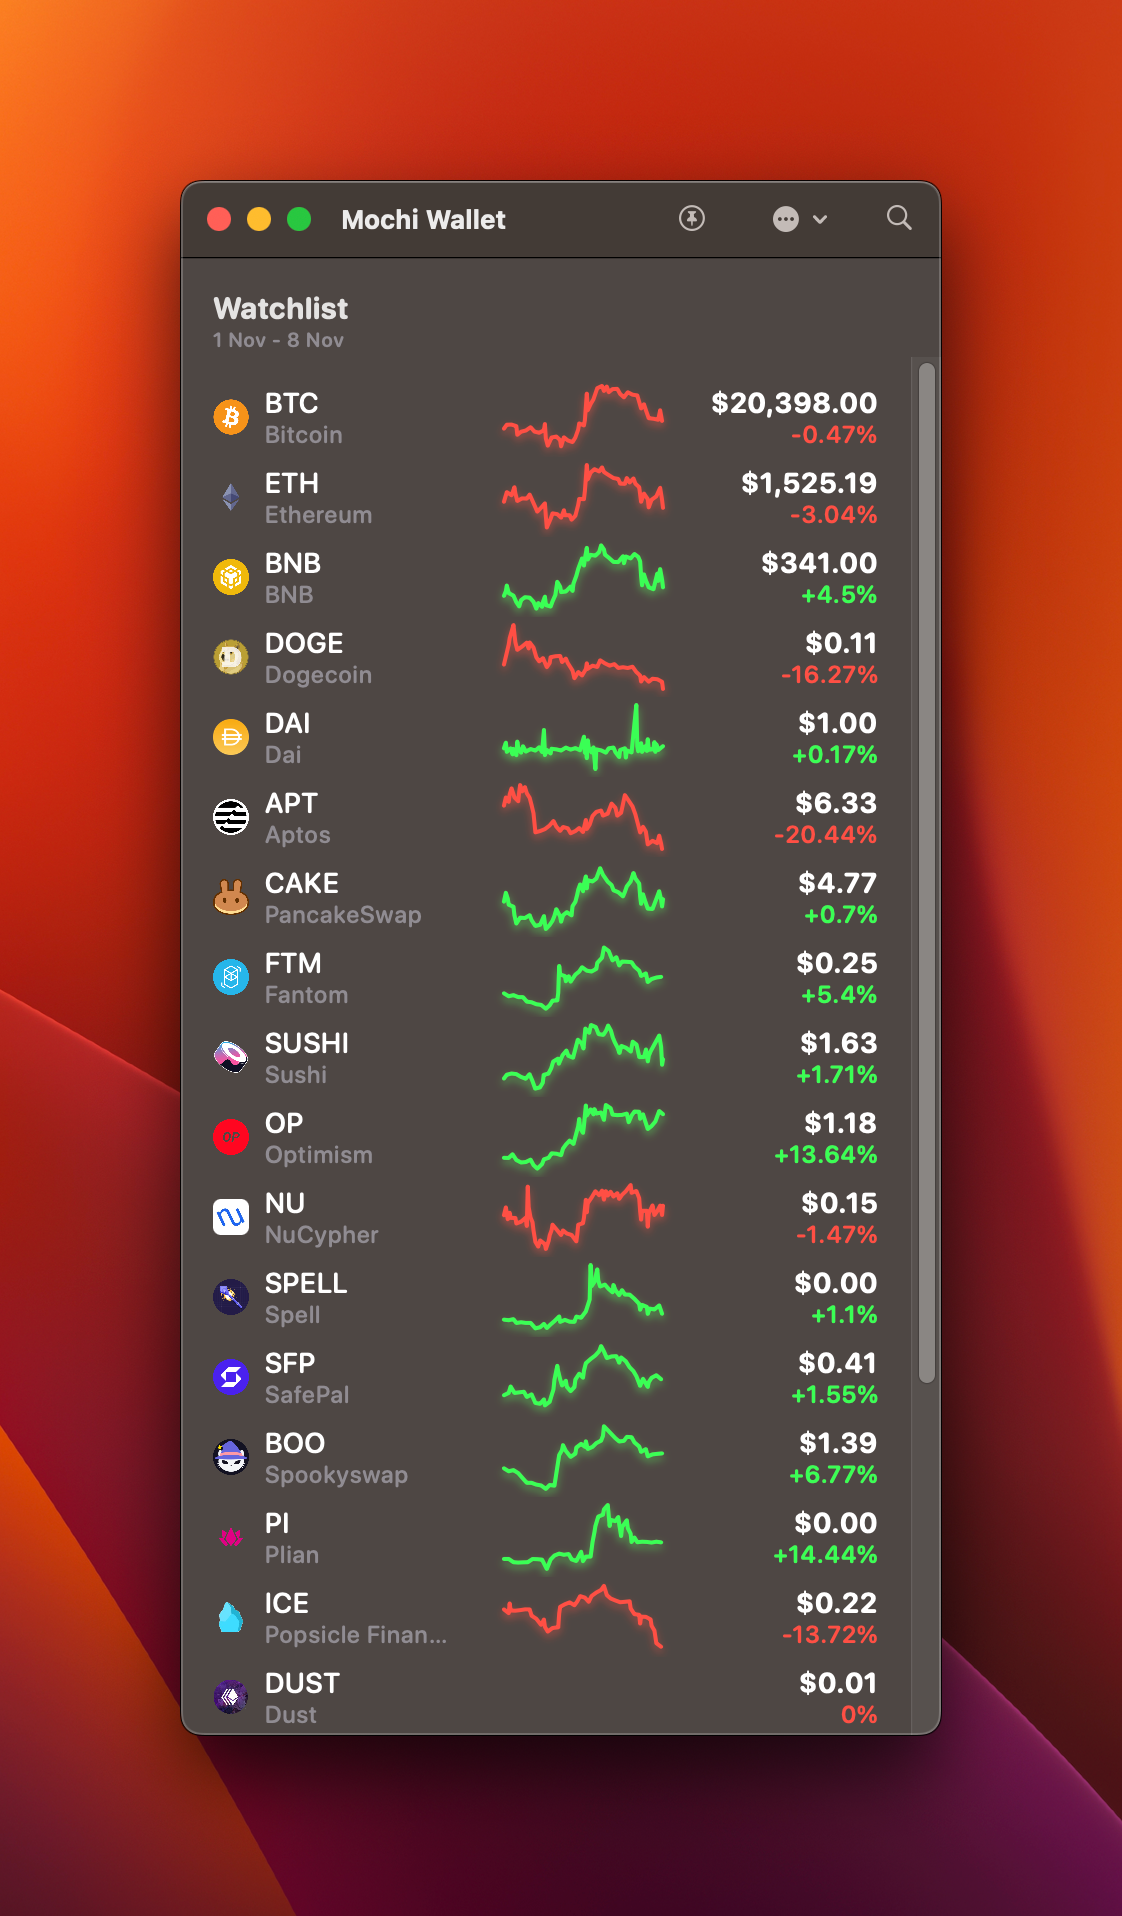 Mochi Wallet
Watchlist
1 Nov - 8 Nov
BTC $20,398.00
Bitcoin -0.47%
ETH $1,525.19
Ethereum -3.04%
BNB $341.00
BNB +4.5%
DOGE $0.11
Dogecoin -16.27%
DAI $1.00
Dai +0.17%
APT $6.33
Aptos -20.44%
CAKE $4.77
PancakeSwap +0.7%
FTM $0.25
Fantom +5.4%
SUSHI $1.63
Sushi +1.71%
OP $1.18
Optimism +13.64%
NU $0.15
NuCypher -1.47%
SPELL $0.00
Spell +1.1%
SFP $0.41
SafePal +1.55%
BOO $1.39
Spookyswap +6.77%
PI $0.00
Plian +14.44%
ICE $0.22
Popsicle Finan... -13.72%
DUST $0.01
Dust 0%